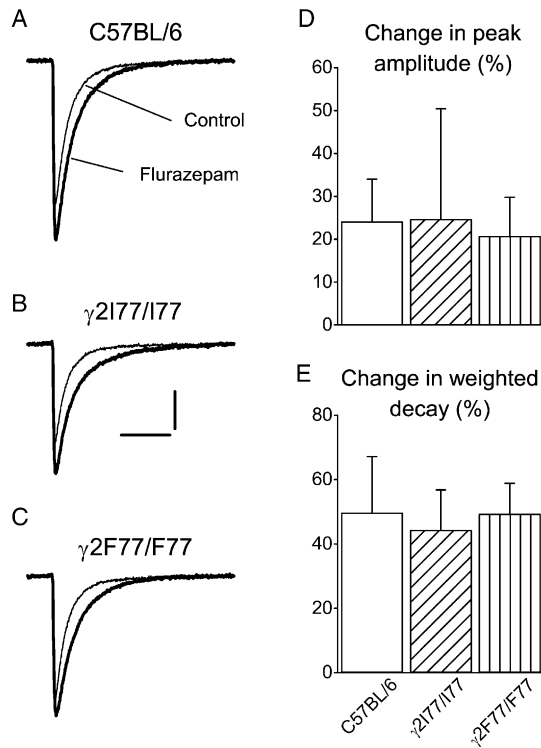 A
C57BL/6
Control
Flurazepam
B
γ2I77/I77
C
γ2F77/F77
D
Change in peak
amplitude (%)
60
50
40
30
20
10
0
E
Change in weighted
decay (%)
80
60
40
20
0
C57BL/6
γ2I77/I77
γ2F77/F77